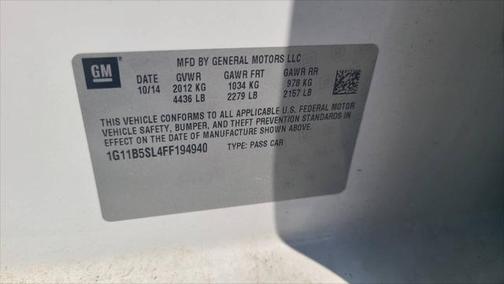 GM
MFD BY GENERAL MOTORS LLC
DATE GVWR GAWR FRT GAWR RR
10/14 2012 KG 1034 KG 978 KG
4436 LB 2279 LB 2157 LB
THIS VEHICLE CONFORMS TO ALL APPLICABLE U.S. FEDERAL MOTOR
VEHICLE SAFETY, BUMPER, AND THEFT PREVENTION STANDARDS IN
EFFECT ON THE DATE OF MANUFACTURE SHOWN ABOVE.
1G11B5SL4FF194940 TYPE: PASS CAR